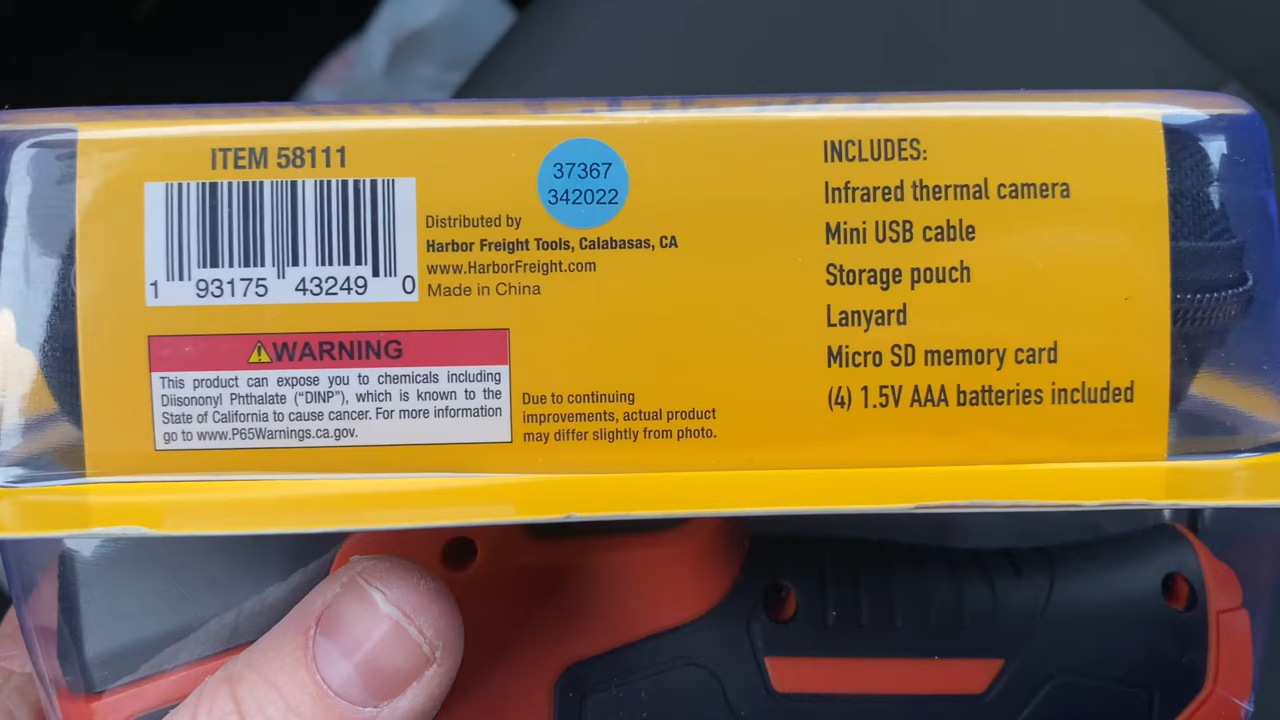 ITEM 58111
1 93175 43249 0
37367
342022
Distributed by
Harbor Freight Tools, Calabasas, CA
www.HarborFreight.com
Made in China
WARNING
This product can expose you to chemicals including
Diisononyl Phthalate (“DINP”), which is known to the
State of California to cause cancer. For more information
go to www.P65Warnings.ca.gov.
Due to continuing
improvements, actual product
may differ slightly from photo.
INCLUDES:
Infrared thermal camera
Mini USB cable
Storage pouch
Lanyard
Micro SD memory card
(4) 1.5V AAA batteries included